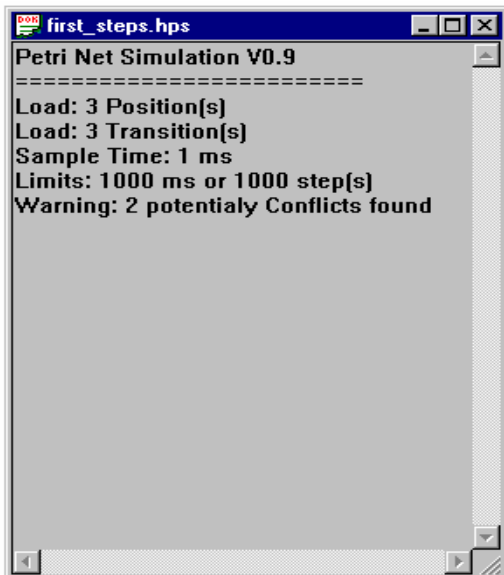 first_steps.hps
Petri Net Simulation V0.9
=========================
Load: 3 Position(s)
Load: 3 Transition(s)
Sample Time: 1 ms
Limits: 1000 ms or 1000 step(s)
Warning: 2 potentialy Conflicts found